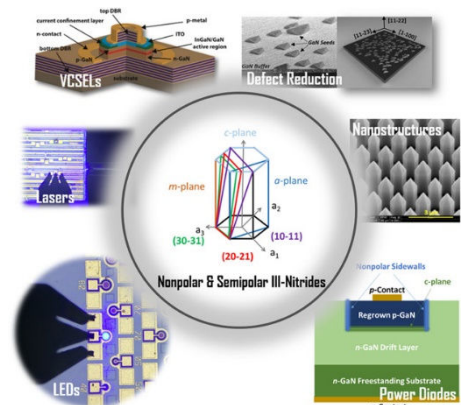 top DBR
current confinement layer
p-metal
n-contact
ITO
InGaN/GaN
active region
bottom DBR
p-GaN
n-GaN
substrate
VCSELs
GaN Seeds
GaN Buffer
Defect Reduction
[11-22]
[11-23]
[1-100]
Lasers
Nanostructures
c-plane
m-plane
a-plane
a3
a2
a1
(30-31)
(20-21)
(10-11)
Nonpolar & Semipolar III-Nitrides
LEDs
Nonpolar Sidewalls
p-Contact
c-plane
Regrown p-GaN
n-GaN Drift Layer
n-GaN Freestanding Substrate
Power Diodes